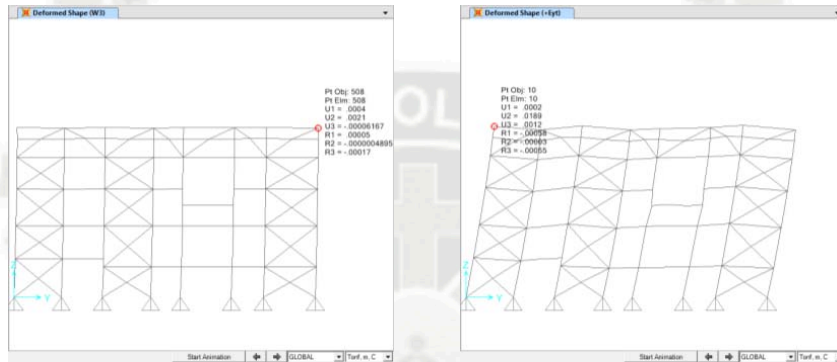 Deformed Shape (W3)
Pt Obj: 508
Pt Elm: 508
U1 = .0004
U2 = .0021
U3 = -.00006167
R1 = .00005
R2 = -.0000004895
R3 = -.00017
Z
Y
Start Animation
GLOBAL
Tonf, m, C
Deformed Shape (+Eyt)
Pt Obj: 10
Pt Elm: 10
U1 = .0002
U2 = .0189
U3 = .0012
R1 = -.00058
R2 = -.00003
R3 = -.00055
Z
Y
Start Animation
GLOBAL
Tonf, m, C
OL